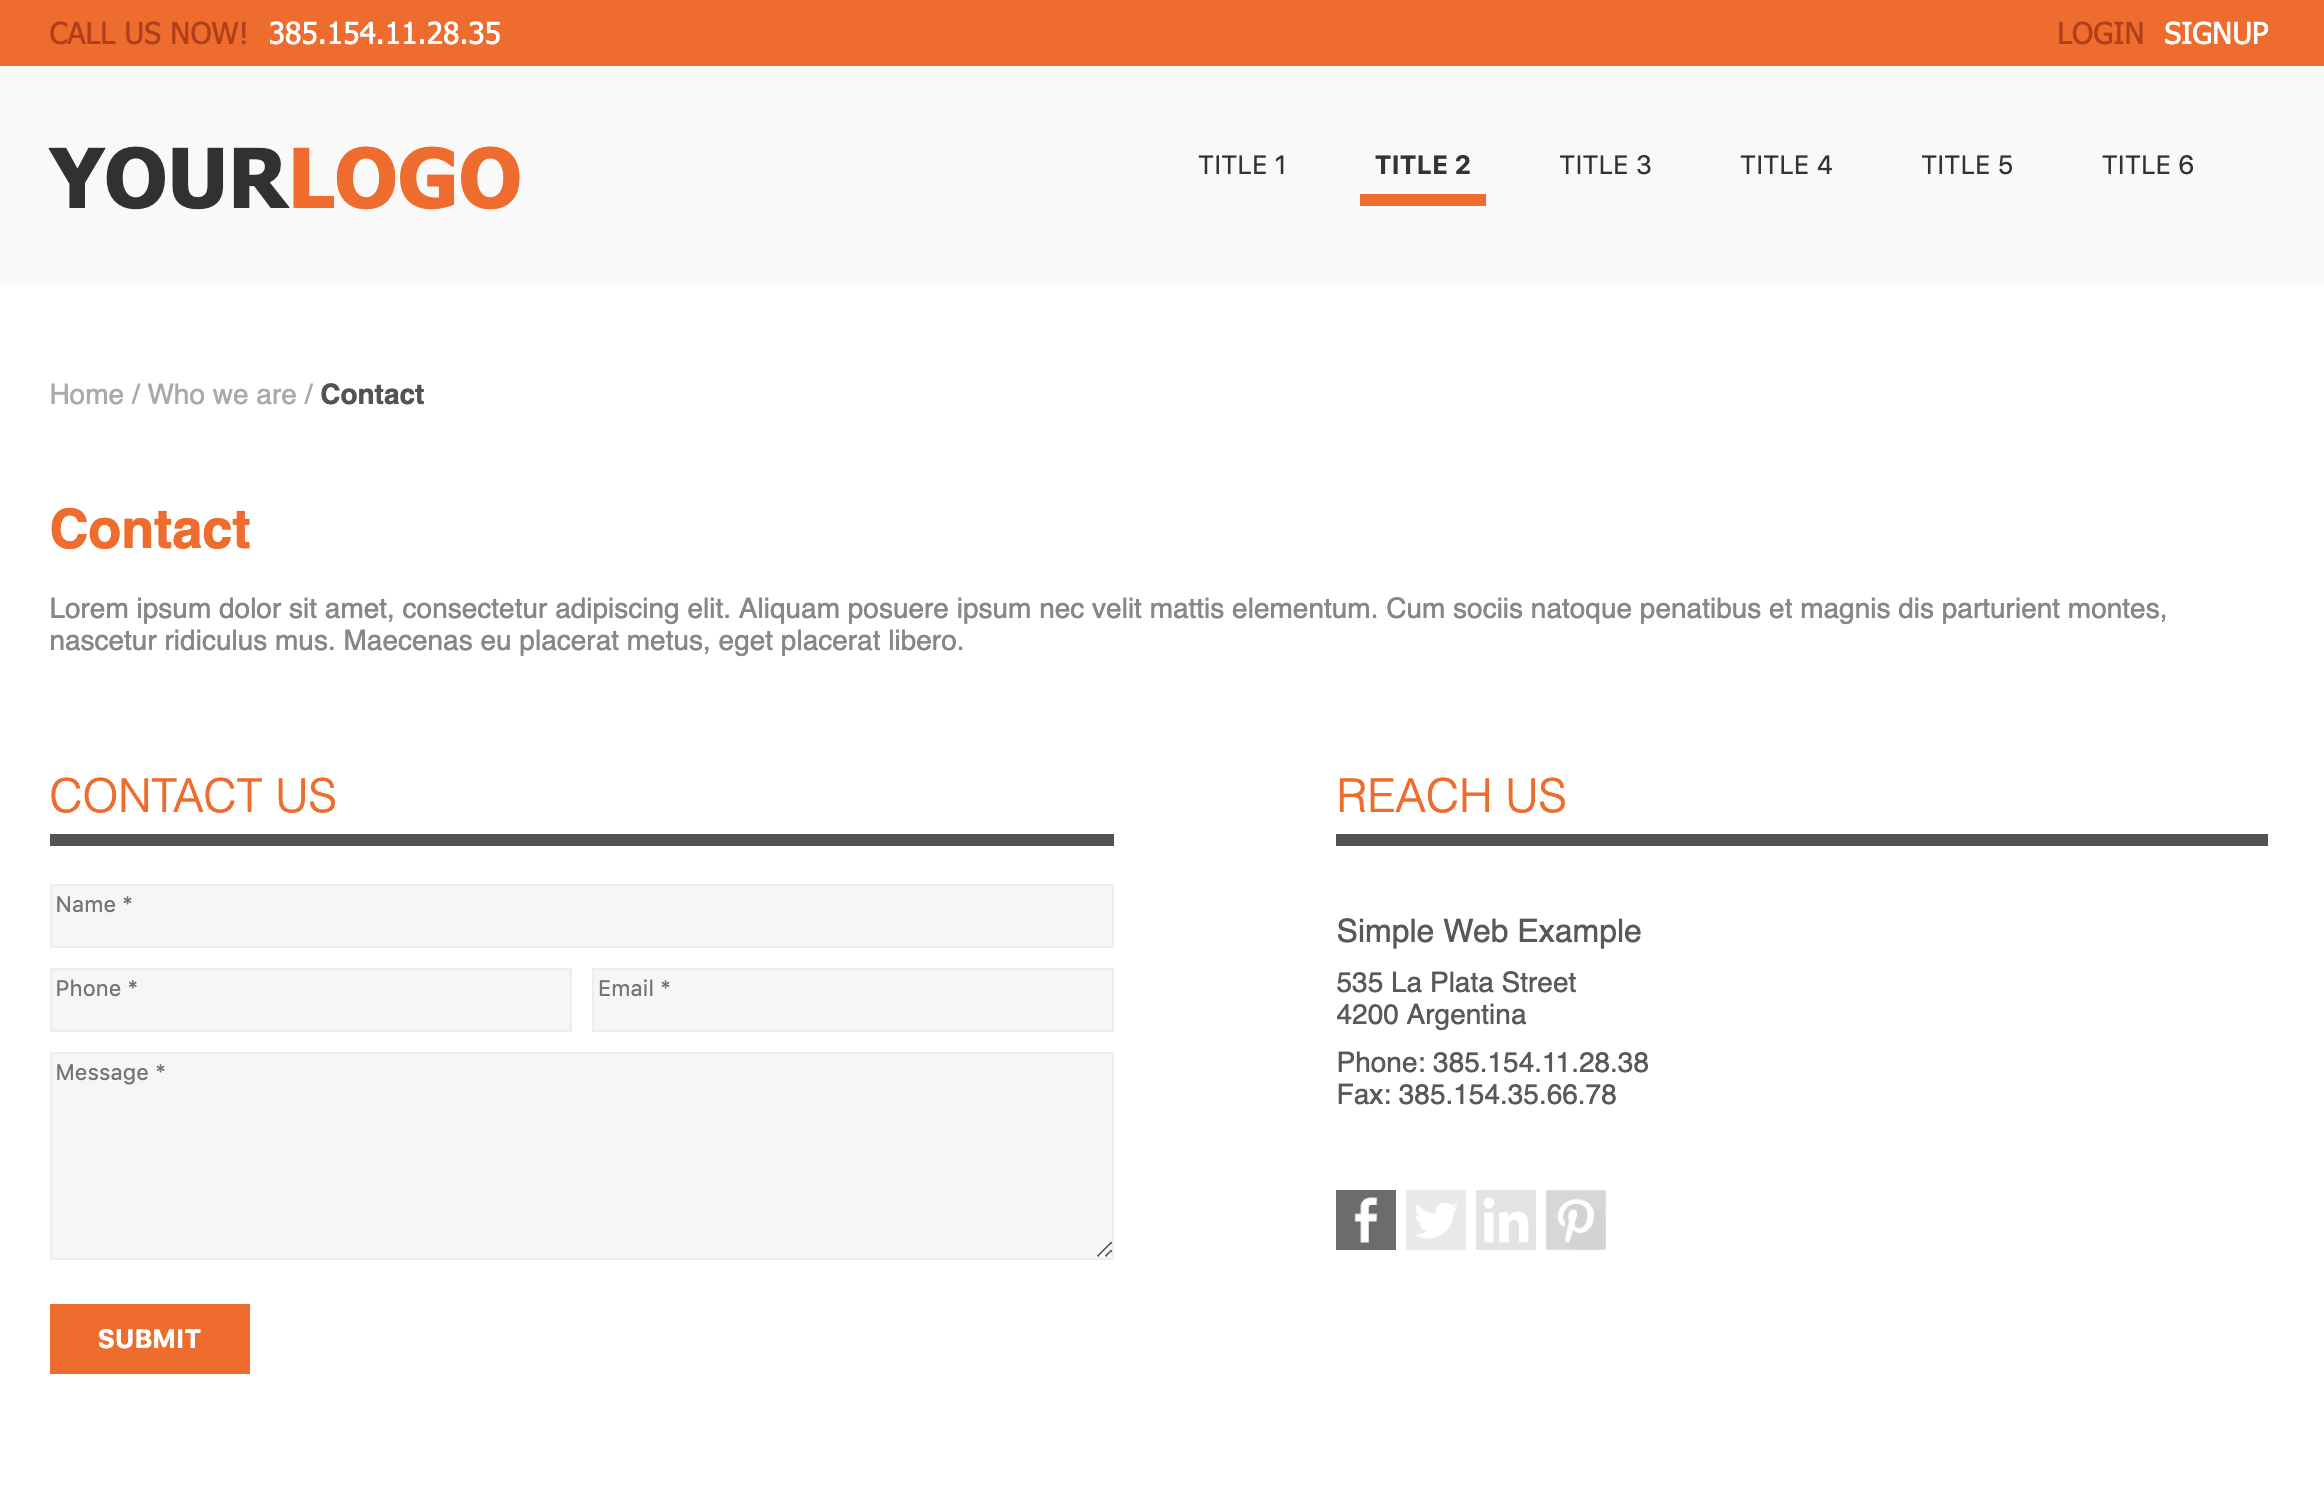 CALL US NOW! 385.154.11.28.35
LOGIN SIGNUP
YOURLOGO
TITLE 1 TITLE 2 TITLE 3 TITLE 4 TITLE 5 TITLE 6
Home / Who we are / Contact
Contact
Lorem ipsum dolor sit amet, consectetur adipiscing elit. Aliquam posuere ipsum nec velit mattis elementum. Cum sociis natoque penatibus et magnis dis parturient montes,
nascetur ridiculus mus. Maecenas eu placerat metus, eget placerat libero.
CONTACT US
Name *
Phone *
Email *
Message *
SUBMIT
REACH US
Simple Web Example
535 La Plata Street
4200 Argentina
Phone: 385.154.11.28.38
Fax: 385.154.35.66.78